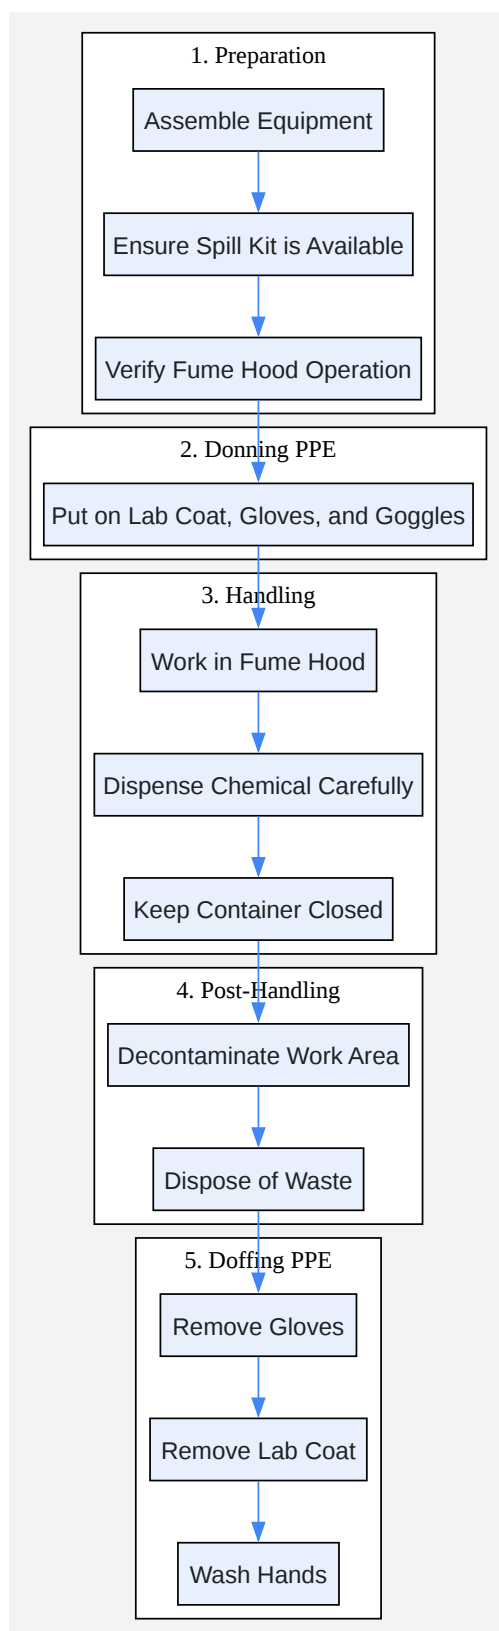 1. Preparation
Assemble Equipment
Ensure Spill Kit is Available
Verify Fume Hood Operation
2. Donning PPE
Put on Lab Coat, Gloves, and Goggles
3. Handling
Work in Fume Hood
Dispense Chemical Carefully
Keep Container Closed
4. Post-Handling
Decontaminate Work Area
Dispose of Waste
5. Doffing PPE
Remove Gloves
Remove Lab Coat
Wash Hands